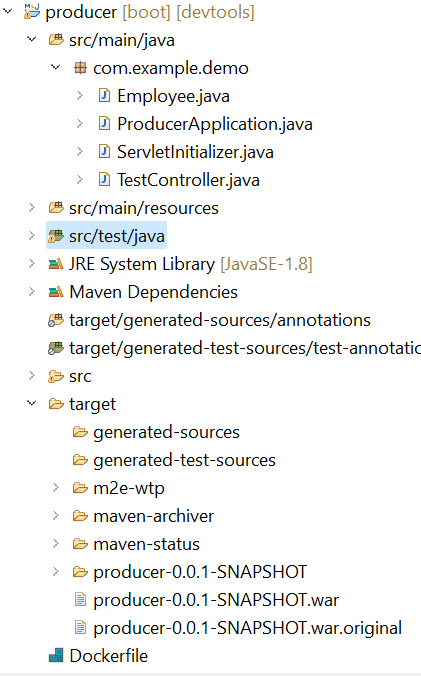 producer [boot] [devtools]
src/main/java
com.example.demo
Employee.java
ProducerApplication.java
ServletInitializer.java
TestController.java
src/main/resources
src/test/java
JRE System Library [JavaSE-1.8]
Maven Dependencies
target/generated-sources/annotations
target/generated-test-sources/test-annotatic
src
target
generated-sources
generated-test-sources
m2e-wtp
maven-archiver
maven-status
producer-0.0.1-SNAPSHOT
producer-0.0.1-SNAPSHOT.war
producer-0.0.1-SNAPSHOT.war.original
Dockerfile